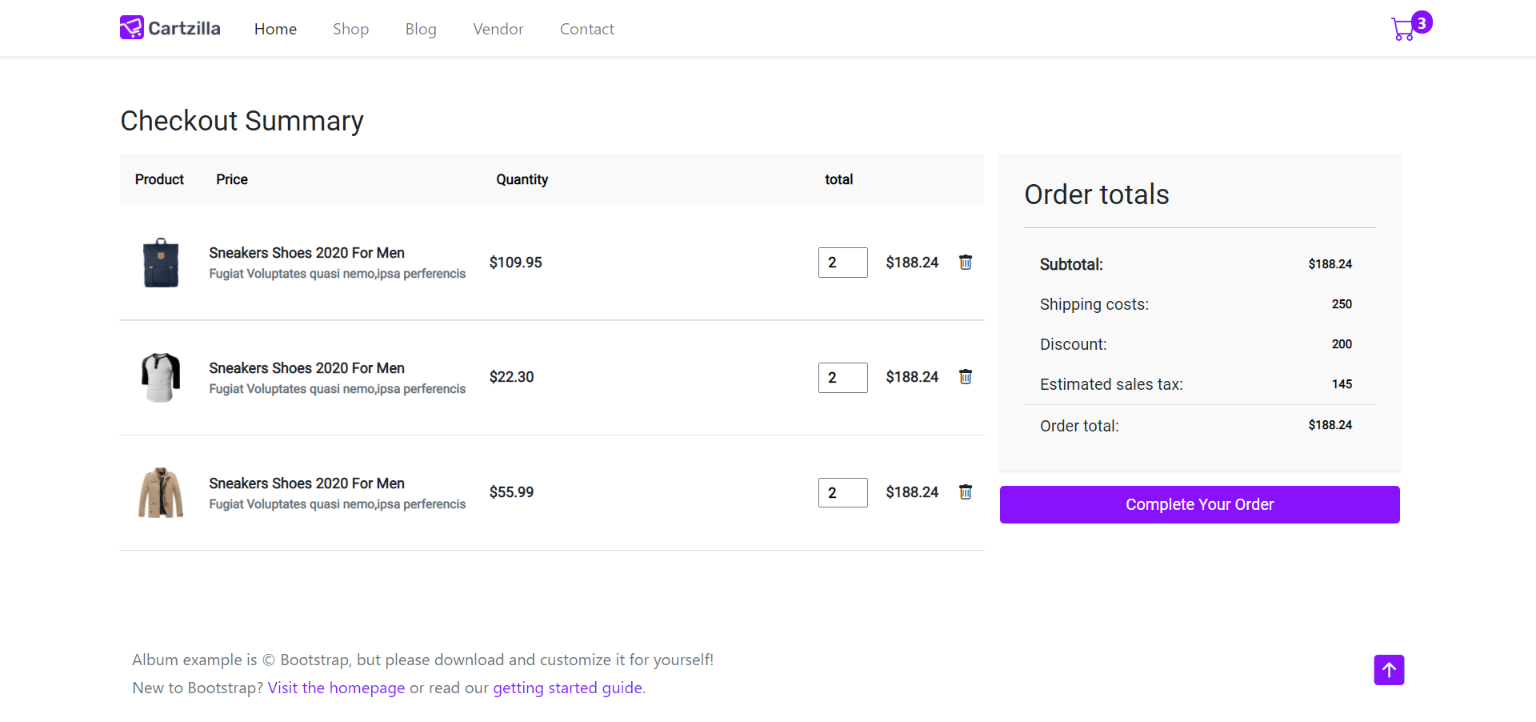 Cartzilla Home Shop Blog Vendor Contact 3
Checkout Summary
Product Price Quantity total
Sneakers Shoes 2020 For Men
Fugiat Voluptates quasi nemo,ipsa perferencis
$109.95 2 $188.24
Sneakers Shoes 2020 For Men
Fugiat Voluptates quasi nemo,ipsa perferencis
$22.30 2 $188.24
Sneakers Shoes 2020 For Men
Fugiat Voluptates quasi nemo,ipsa perferencis
$55.99 2 $188.24
Order totals
Subtotal: $188.24
Shipping costs: 250
Discount: 200
Estimated sales tax: 145
Order total: $188.24
Complete Your Order
Album example is © Bootstrap, but please download and customize it for yourself!
New to Bootstrap? Visit the homepage or read our getting started guide.